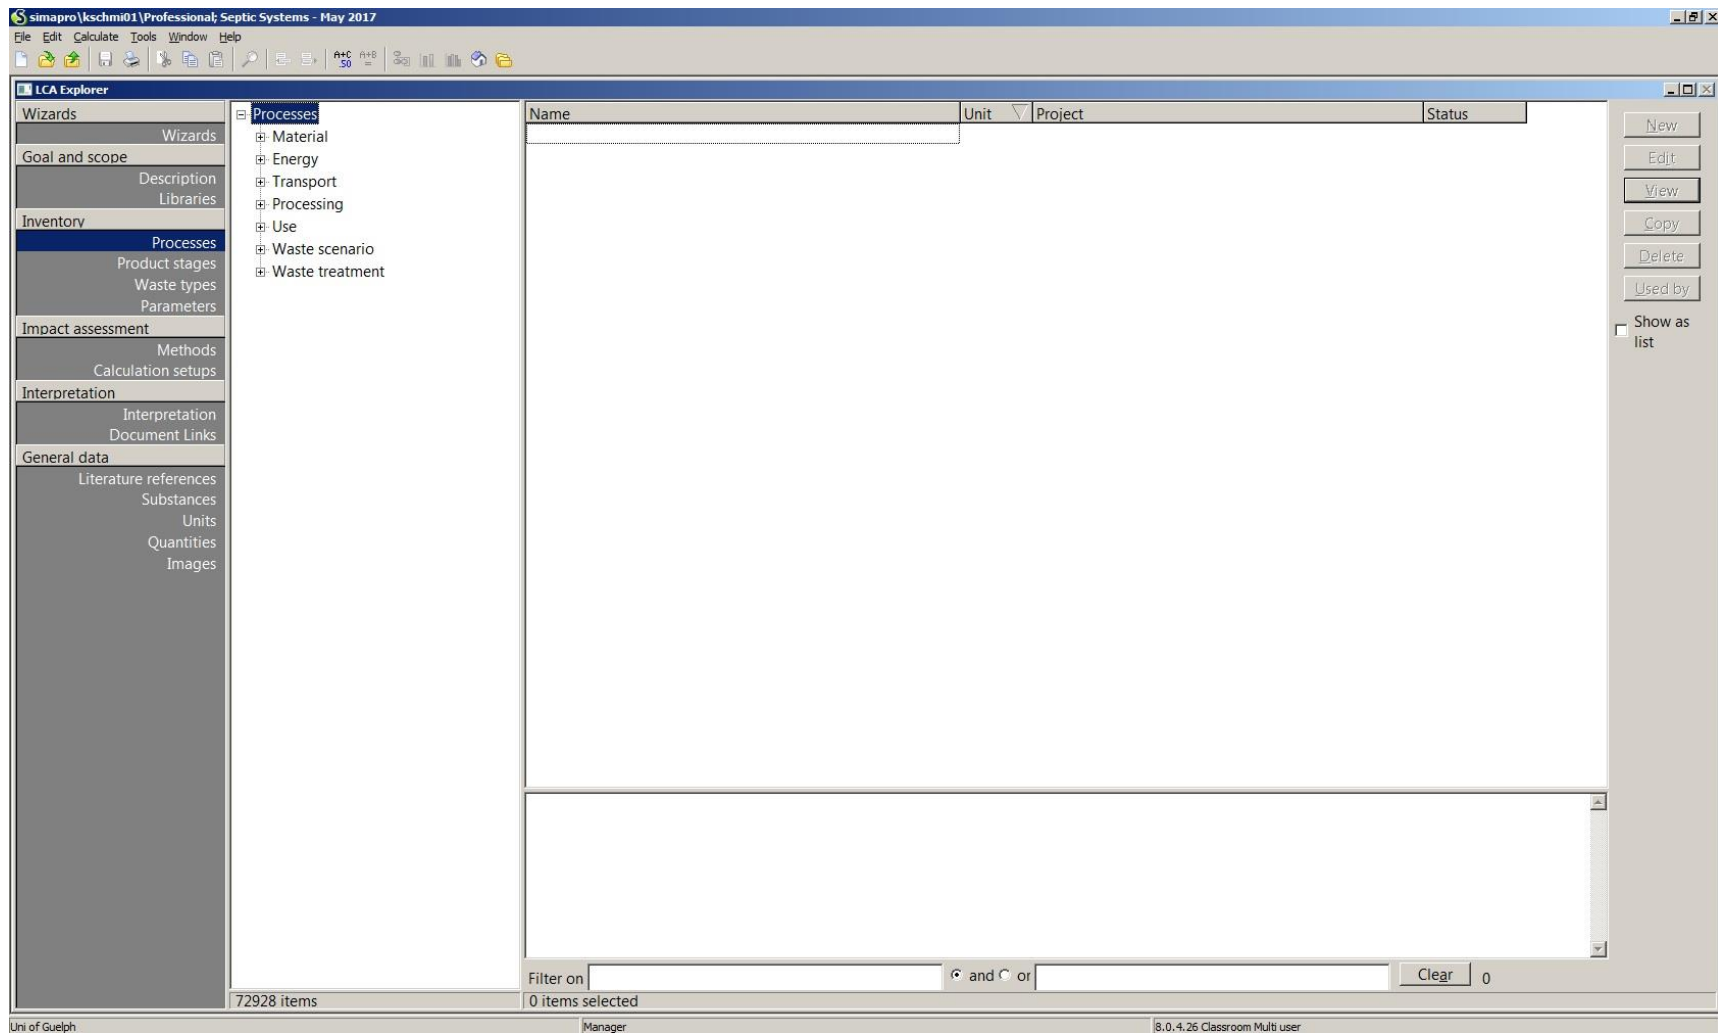 simapro\kschmi01\Professional; Septic Systems - May 2017
File Edit Calculate Tools Window Help
A+C
50
A+B
=
LCA Explorer
Wizards
Wizards
Goal and scope
Description
Libraries
Inventory
Processes
Product stages
Waste types
Parameters
Impact assessment
Methods
Calculation setups
Interpretation
Interpretation
Document Links
General data
Literature references
Substances
Units
Quantities
Images
Processes
Material
Energy
Transport
Processing
Use
Waste scenario
Waste treatment
72928 items
Name Unit Project Status
New
Edit
View
Copy
Delete
Used by
Show as
list
Filter on and or Clear 0
0 items selected
Uni of Guelph Manager 8.0.4.26 Classroom Multi user